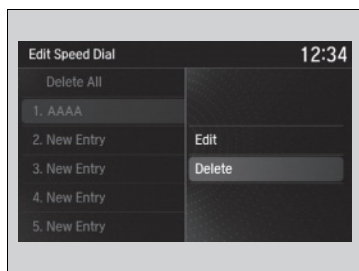 Edit Speed Dial 12:34
Delete All
1. AAAA
2. New Entry Edit
3. New Entry Delete
4. New Entry
5. New Entry